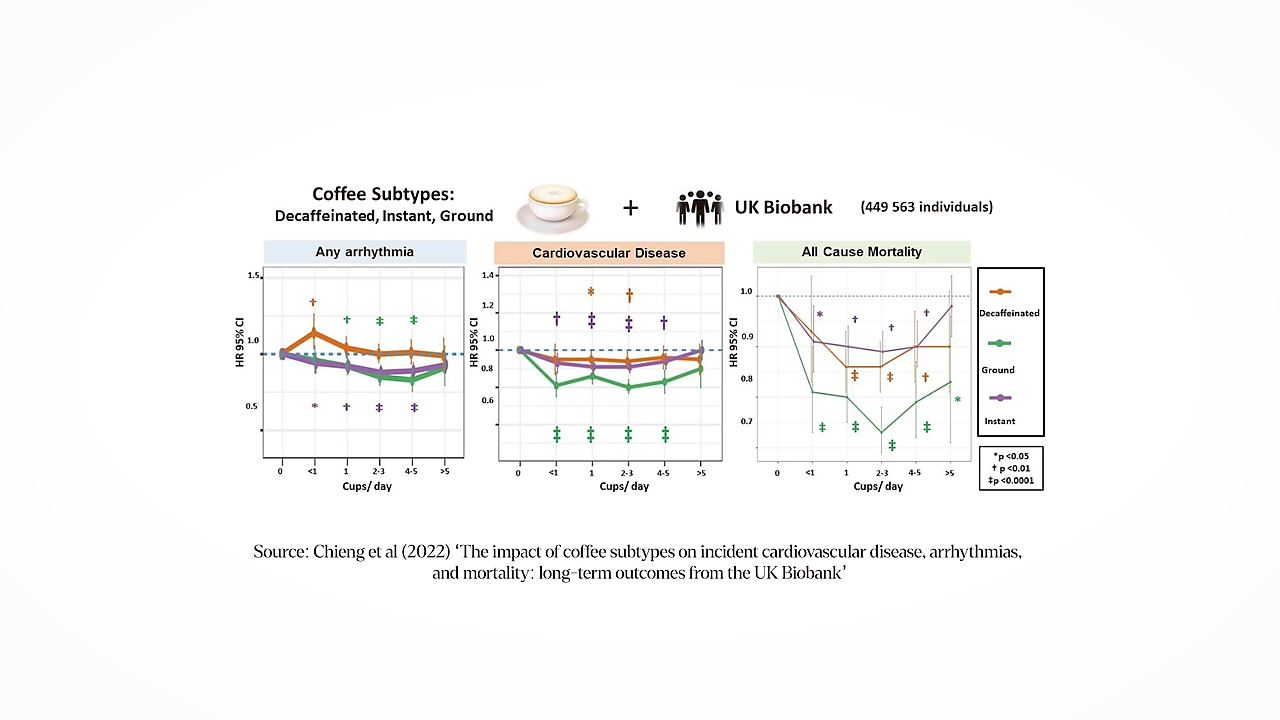 Coffee Subtypes:
Decaffeinated, Instant, Ground
+
UK Biobank
(449 563 individuals)
Any arrhythmia
HR 95% CI
1.5
1.0
0.5
†
† ‡ ‡
* † ‡ ‡
0 <1 1 2-3 4-5 >5
Cups/ day
Cardiovascular Disease
HR 95% CI
1.4
1.2
1.0
0.8
0.6
* †
† ‡ ‡ †
‡ ‡ ‡ ‡
0 <1 1 2-3 4-5 >5
Cups/ day
All Cause Mortality
HR 95% CI
1.0
0.9
0.8
0.7
* † † †
‡ ‡ †
*
‡ ‡ ‡ ‡
0 <1 1 2-3 4-5 >5
Cups/ day
Decaffeinated
Ground
Instant
*p <0.05
† p <0.01
‡p <0.0001
Source: Chieng et al (2022) ‘The impact of coffee subtypes on incident cardiovascular disease, arrhythmias,
and mortality: long-term outcomes from the UK Biobank’